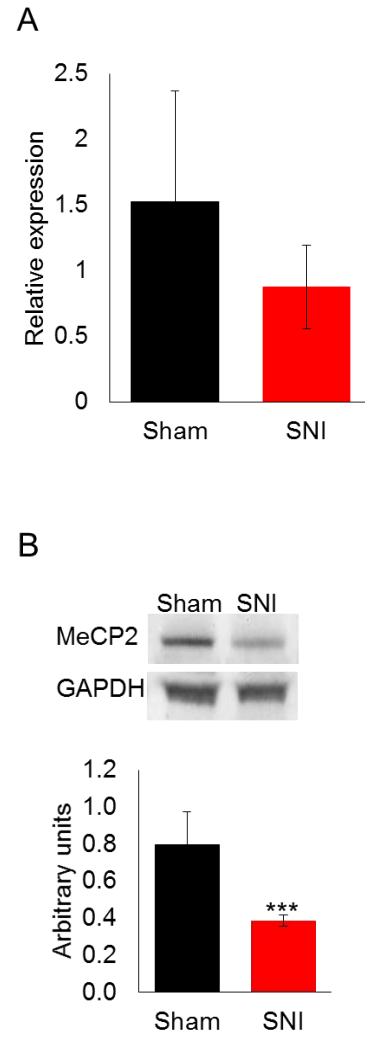 A
2.5
2
1.5
1
0.5
0
Relative expression
Sham SNI
B
Sham SNI
MeCP2
GAPDH
1.2
1.0
0.8
0.6
0.4
0.2
0.0
Arbitrary units
***
Sham SNI